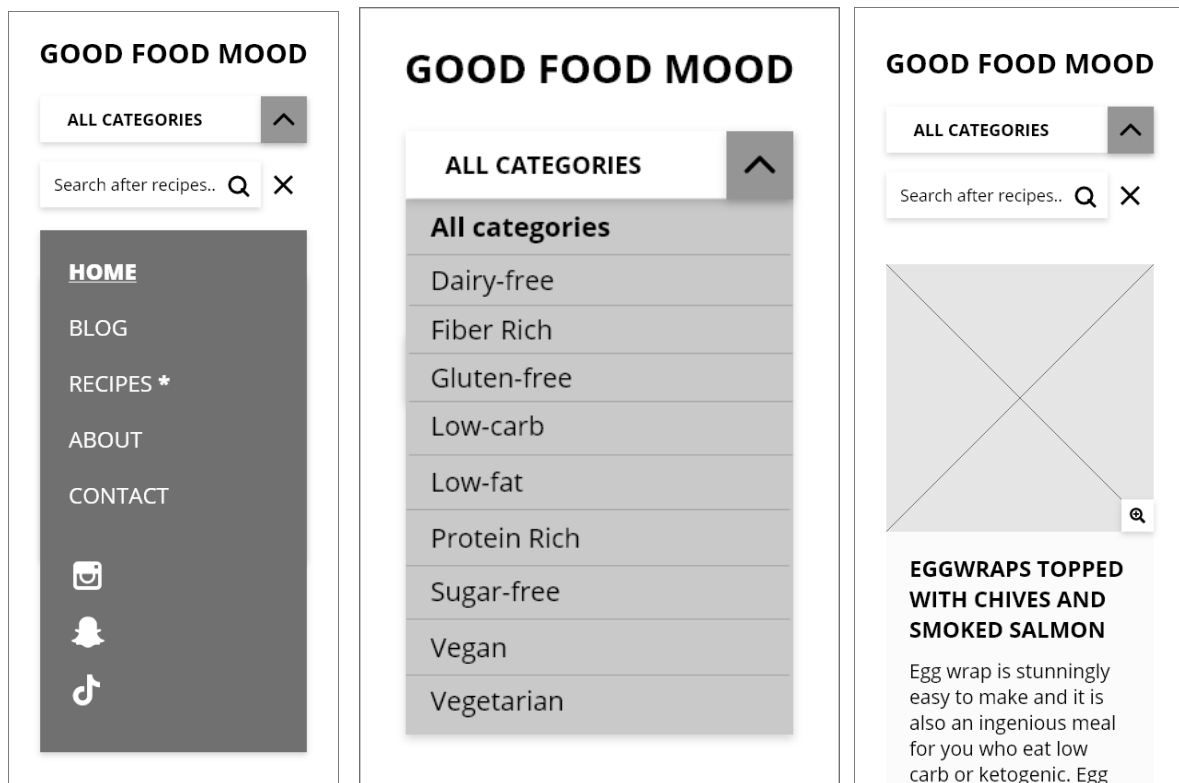 GOOD FOOD MOOD
ALL CATEGORIES
Search after recipes..
HOME
BLOG
RECIPES *
ABOUT
CONTACT
GOOD FOOD MOOD
ALL CATEGORIES
All categories
Dairy-free
Fiber Rich
Gluten-free
Low-carb
Low-fat
Protein Rich
Sugar-free
Vegan
Vegetarian
GOOD FOOD MOOD
ALL CATEGORIES
Search after recipes..
EGGWRAPS TOPPED
WITH CHIVES AND
SMOKED SALMON
Egg wrap is stunningly
easy to make and it is
also an ingenious meal
for you who eat low
carb or ketogenic. Egg